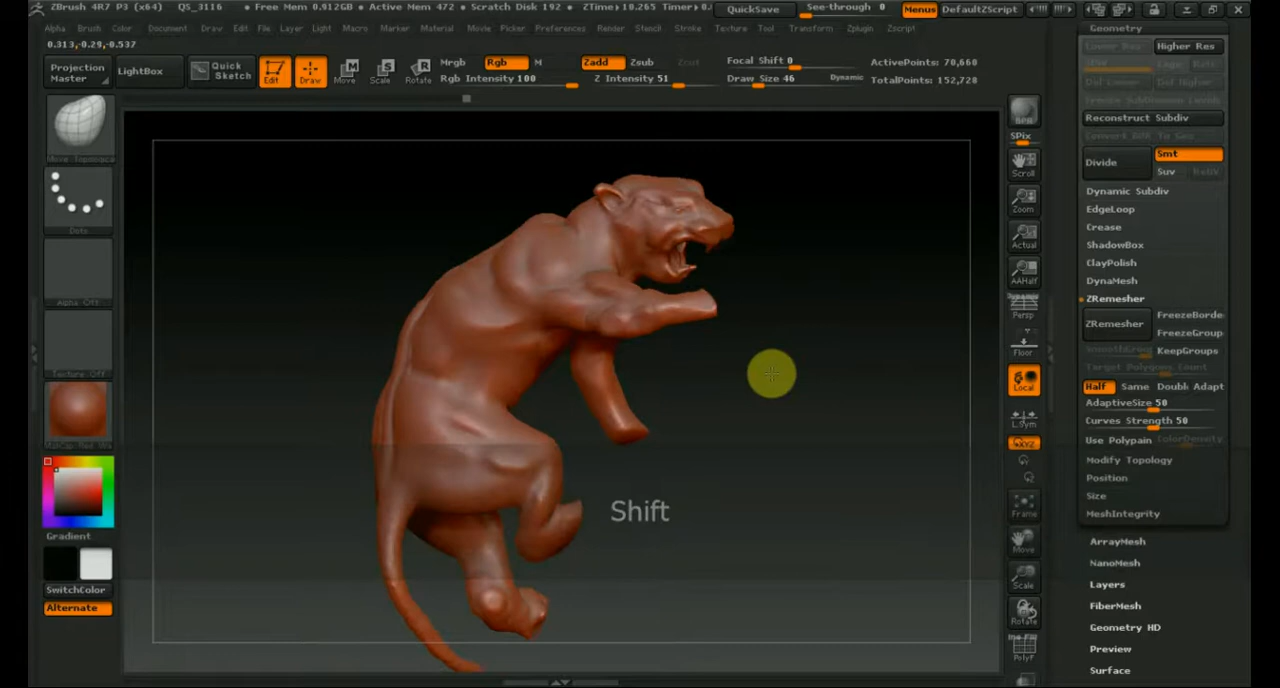 ZBrush 4R7 P3 (x64) QS_3116 • Free Mem 0.912GB • Active Mem 472 • Scratch Disk 192 • ZTime▸10.265 Timer▸0. QuickSave See-through 0 Menus DefaultZScript
Alpha Brush Color Document Draw Edit File Layer Light Macro Marker Material Movie Picker Preferences Render Stencil Stroke Texture Tool Transform Zplugin Zscript
0.313,-0.29,-0.537
Projection Master
LightBox
Quick Sketch
Edit
Draw
Move
Scale
Rotate
Mrgb Rgb M
Rgb Intensity 100
Zadd Zsub Zcut
Z Intensity 51
Focal Shift 0
Draw Size 46 Dynamic
ActivePoints: 70,660
TotalPoints: 152,728
Move Topologica
Dots
Alpha Off
Texture Off
Gradient
SwitchColor
Alternate
Shift
BPR
SPix
Scroll
Zoom
Actual
AAHalf
Persp
Floor
Local
L.Sym
XYZ
Frame
Move
Scale
Rotate
PolyF
Geometry
Lower Res Higher Res
Reconstruct Subdiv
Divide Smt
Suv
Dynamic Subdiv
EdgeLoop
Crease
ShadowBox
ClayPolish
DynaMesh
ZRemesher
ZRemesher FreezeBorde
FreezeGroup
KeepGroups
Target Polygons Count
Half Same Doubl Adapt
AdaptiveSize 50
Curves Strength 50
Use Polypain ColorDensity
Modify Topology
Position
Size
MeshIntegrity
ArrayMesh
NanoMesh
Layers
FiberMesh
Geometry HD
Preview
Surface